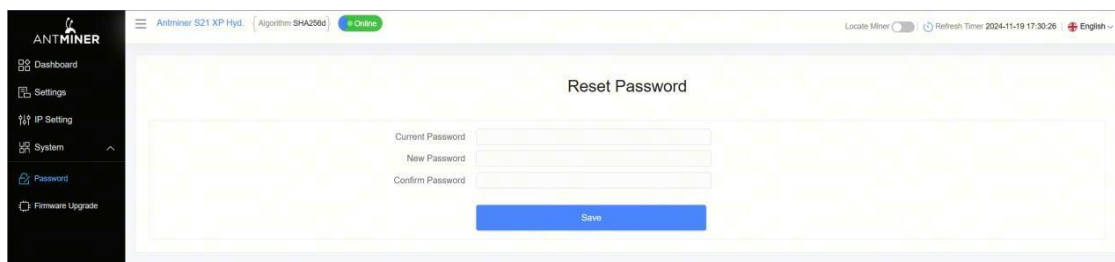 ANTMINER
Antminer S21 XP Hyd. { Algorithm SHA256d } Online
Locate Miner Refresh Timer 2024-11-19 17:30:26 English
Dashboard
Settings
IP Setting
System
Password
Firmware Upgrade
Reset Password
Current Password
New Password
Confirm Password
Save